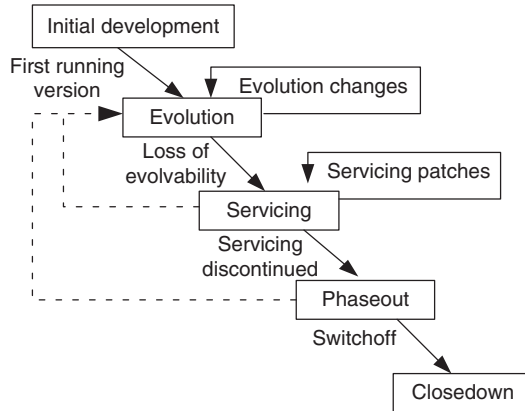 Initial development
First running
version
Evolution changes
Evolution
Loss of
evolvability
Servicing patches
Servicing
Servicing
discontinued
Phaseout
Switchoff
Closedown